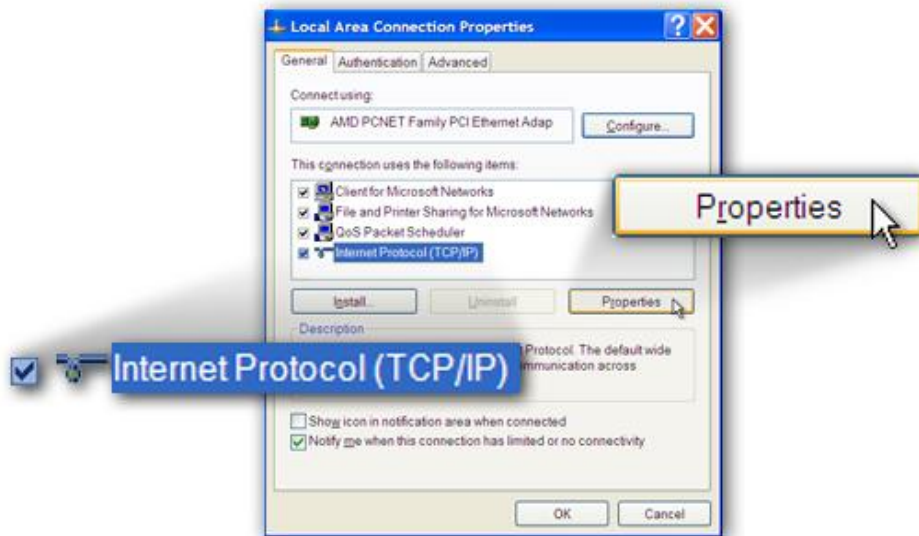 Local Area Connection Properties
General Authentication Advanced
Connect using:
AMD PCNET Family PCI Ethernet Adap
Configure...
This connection uses the following items:
Client for Microsoft Networks
File and Printer Sharing for Microsoft Networks
QoS Packet Scheduler
Internet Protocol (TCP/IP)
Properties
Install... Uninstall Properties
Description
Protocol. The default wide
communication across
Internet Protocol (TCP/IP)
Show icon in notification area when connected
Notify me when this connection has limited or no connectivity
OK Cancel